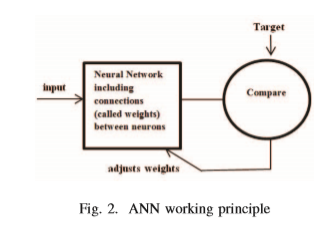 Target
Neural Network
including
connections
(called weights)
between neurons
input
Compare
adjusts weights
Fig. 2. ANN working principle